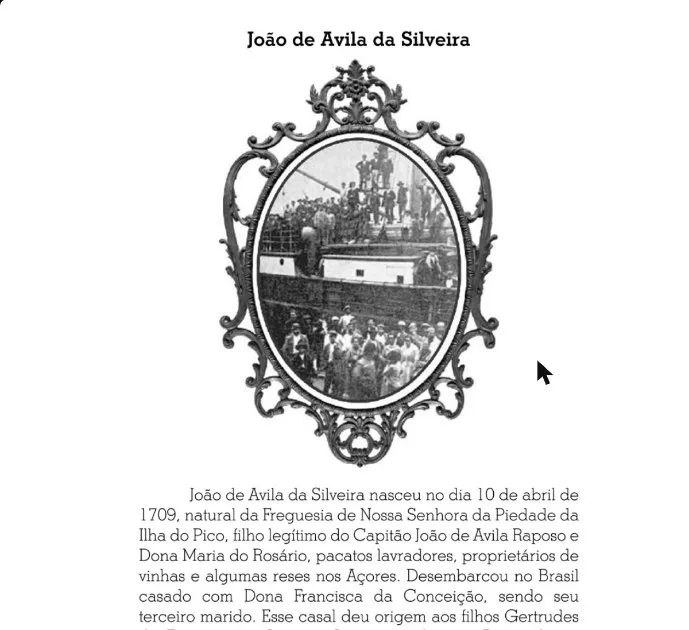 João de Avila da Silveira
João de Avila da Silveira nasceu no dia 10 de abril de
1709, natural da Freguesia de Nossa Senhora da Piedade da
Ilha do Pico, filho legítimo do Capitão João de Avila Raposo e
Dona Maria do Rosário, pacatos lavradores, proprietários de
vinhas e algumas reses nos Açores. Desembarcou no Brasil
casado com Dona Francisca da Conceição, sendo seu
terceiro marido. Esse casal deu origem aos filhos Gertrudes